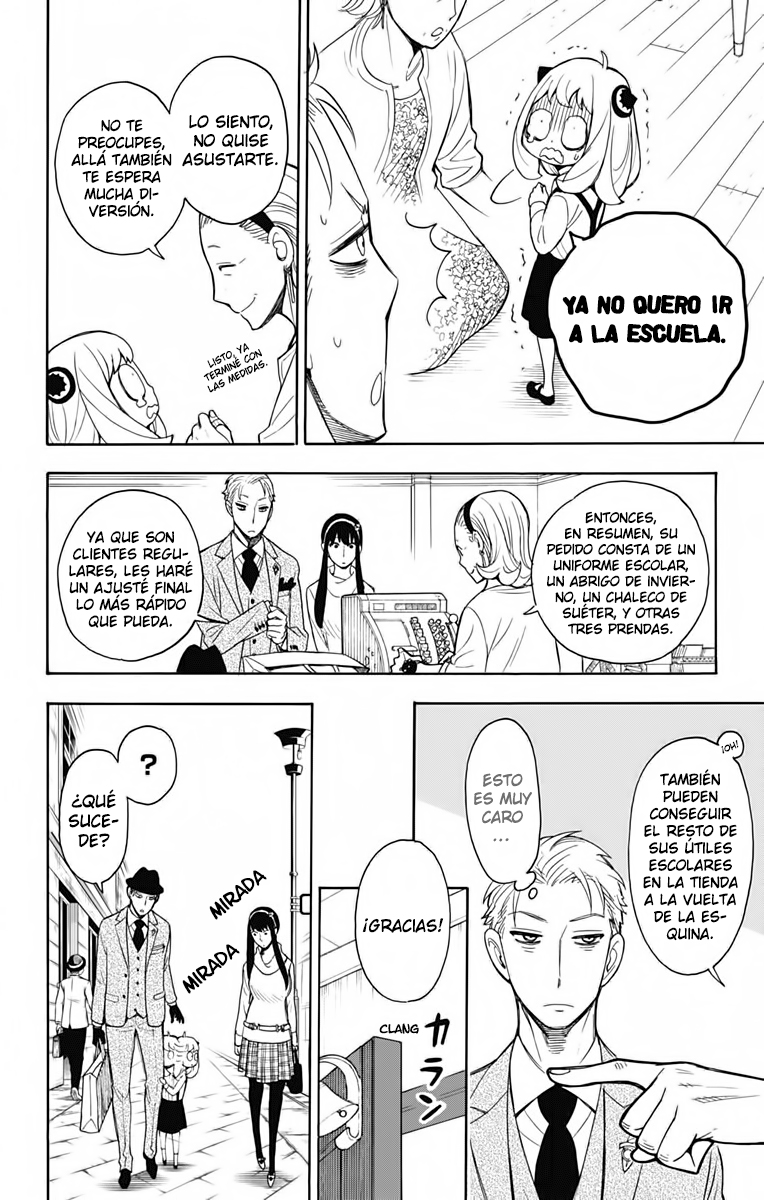 YA NO QUERO IR
A LA ESCUELA.
LO SIENTO,
NO QUISE
ASUSTARTE.
NO TE
PREOCUPES,
ALLÁ TAMBIÉN
TE ESPERA
MUCHA DI-
VERSIÓN.
LISTO, YA
TERMINÉ CON
LAS MEDIDAS.
ENTONCES,
EN RESUMEN, SU
PEDIDO CONSTA DE UN
UNIFORME ESCOLAR,
UN ABRIGO DE INVIER-
NO, UN CHALECO DE
SUÉTER, Y OTRAS
TRES PRENDAS.
YA QUE SON
CLIENTES REGU-
LARES, LES HARÉ
UN AJUSTÉ FINAL
LO MÁS RÁPIDO
QUE PUEDA.
¡OH!
TAMBIÉN
PUEDEN
CONSEGUIR
EL RESTO DE
SUS ÚTILES
ESCOLARES
EN LA TIENDA
A LA VUELTA
DE LA ES-
QUINA.
ESTO
ES MUY
CARO
...
¡GRACIAS!
CLANG
カラン
MIRADA
MIRADA
?
¿QUÉ
SUCE-
DE?